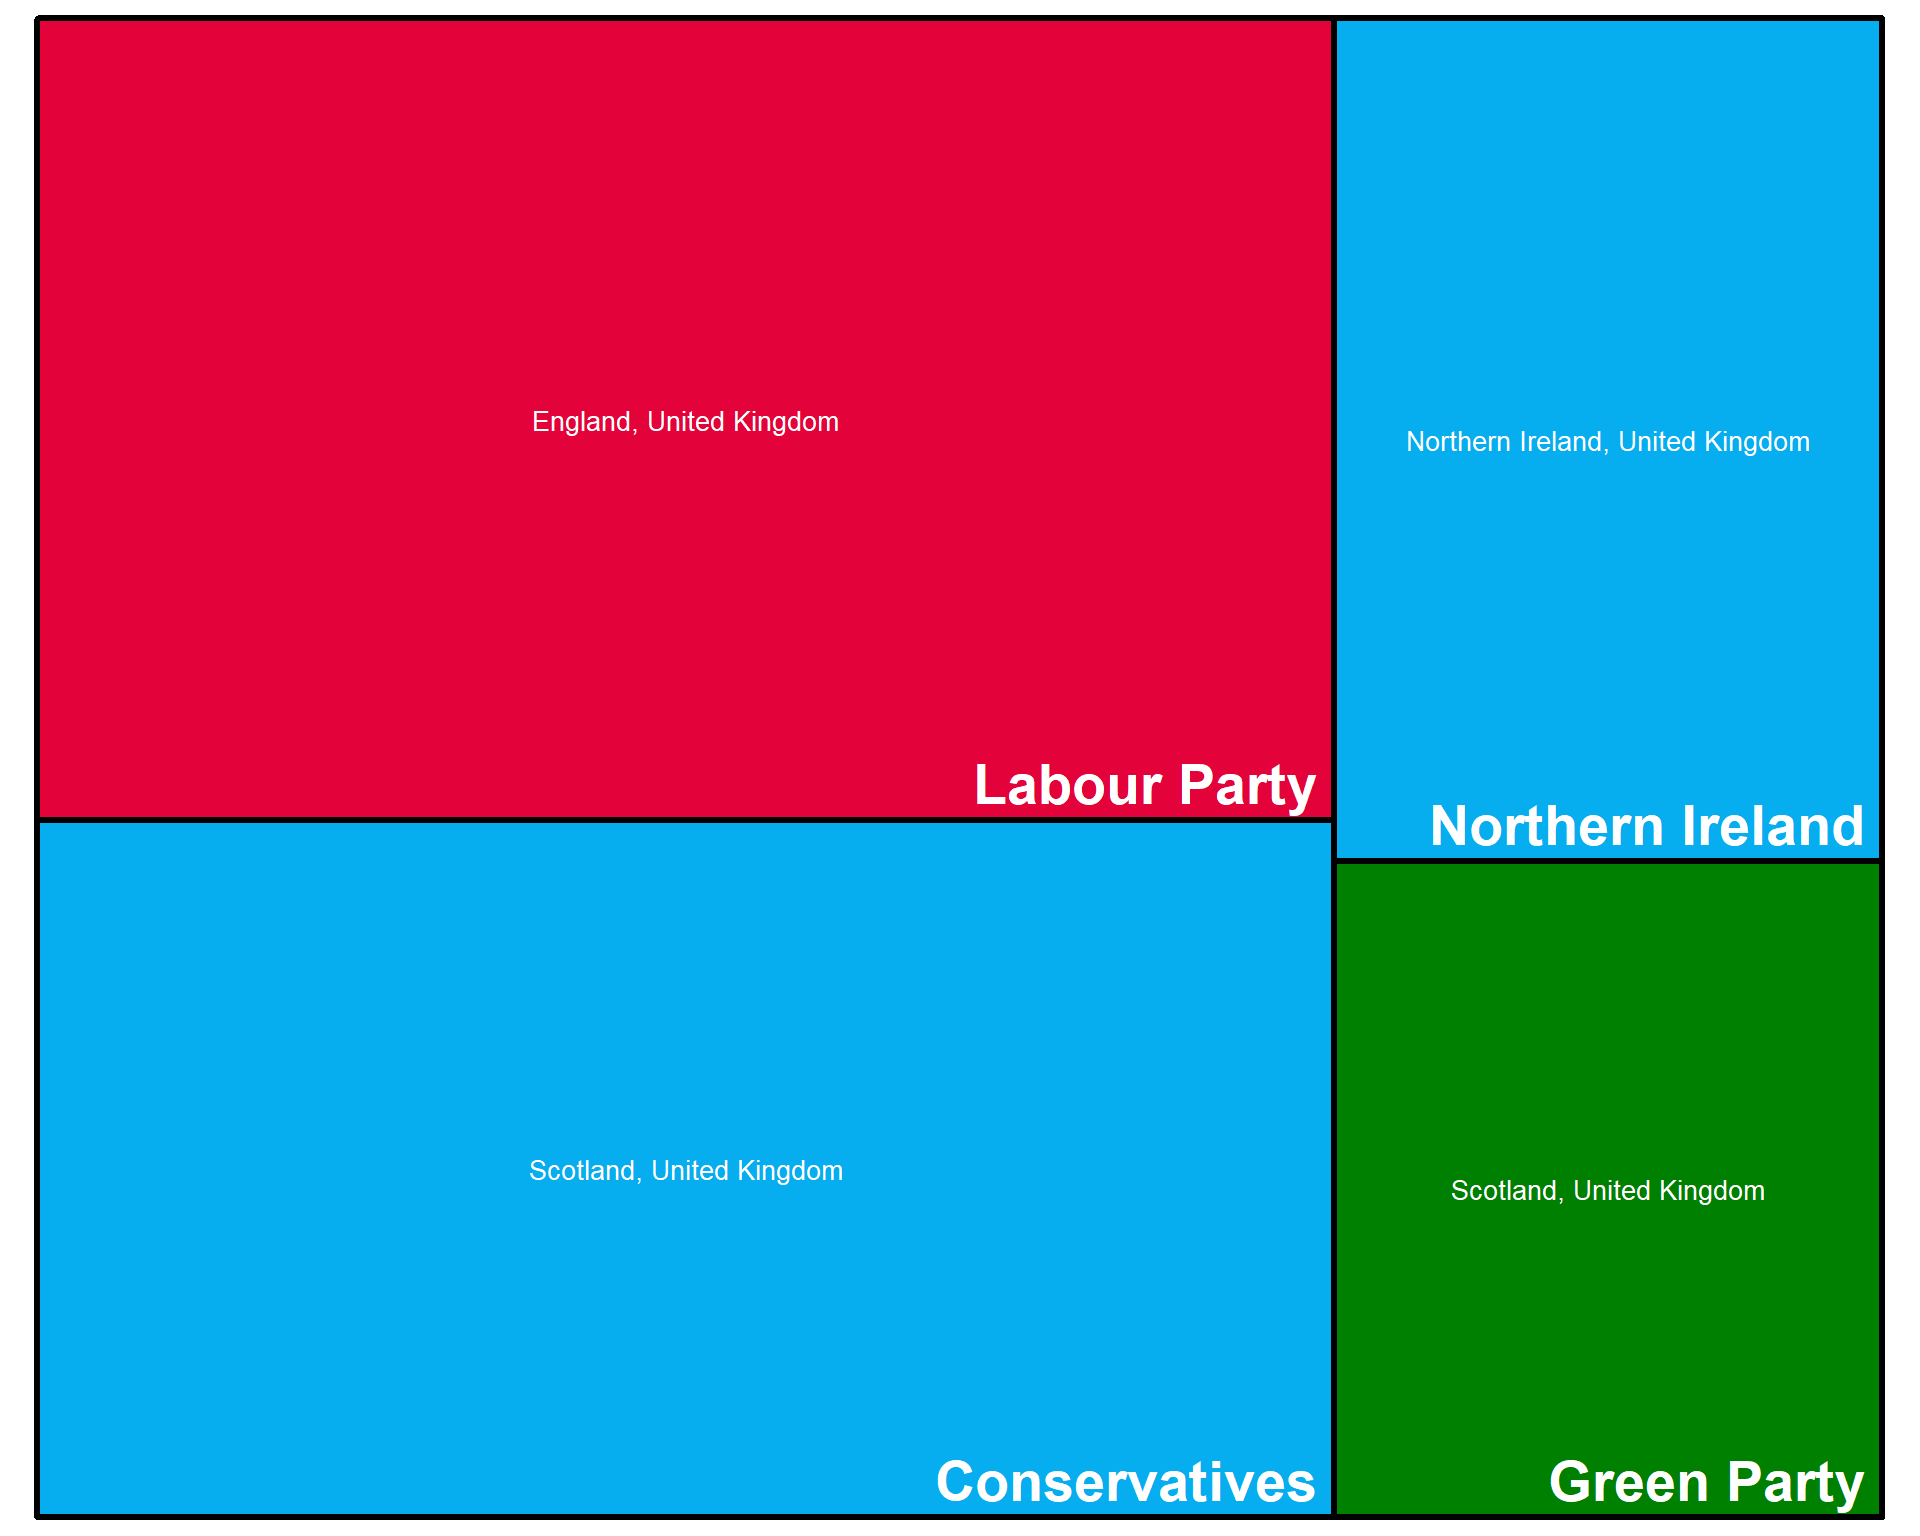 England, United Kingdom
Labour Party
Northern Ireland, United Kingdom
Northern Ireland
Scotland, United Kingdom
Conservatives
Scotland, United Kingdom
Green Party